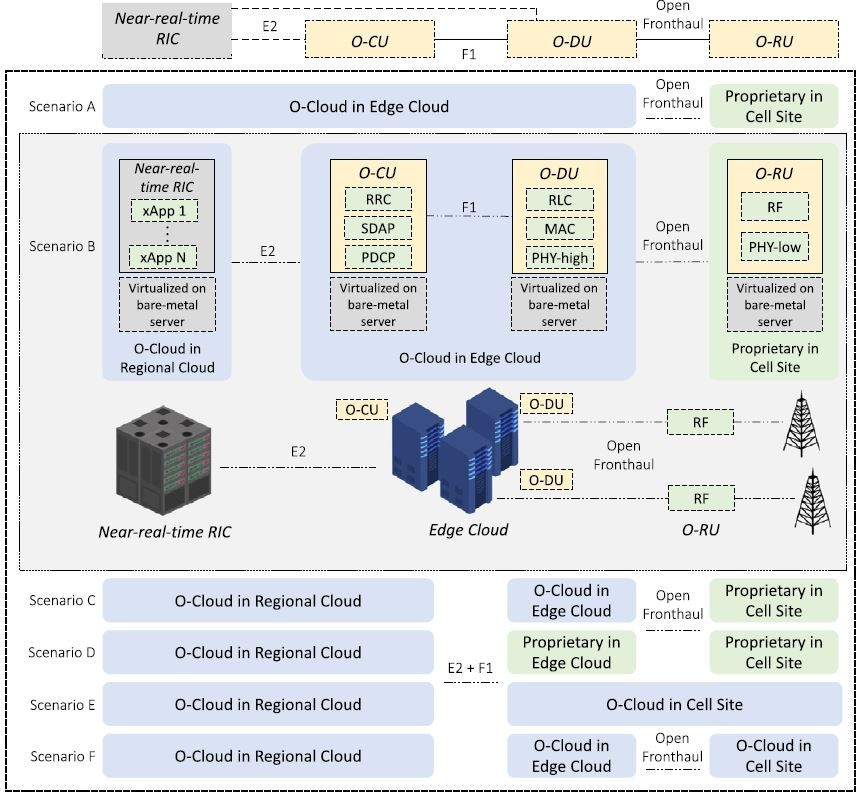 Near-real-time
RIC
E2
O-CU
F1
O-DU
Open
Fronthaul
O-RU
Scenario A
O-Cloud in Edge Cloud
Open
Fronthaul
Proprietary in
Cell Site
Scenario B
Near-real-
time RIC
xApp 1
xApp N
Virtualized on
bare-metal
server
O-Cloud in
Regional Cloud
E2
O-CU
RRC
SDAP
PDCP
Virtualized on
bare-metal
server
F1
O-DU
RLC
MAC
PHY-high
Virtualized on
bare-metal
server
O-Cloud in Edge Cloud
Open
Fronthaul
O-RU
RF
PHY-low
Virtualized on
bare-metal
server
Proprietary in
Cell Site
Near-real-time RIC
E2
O-CU
O-DU
O-DU
Edge Cloud
Open
Fronthaul
RF
RF
O-RU
Scenario C
O-Cloud in Regional Cloud
O-Cloud in
Edge Cloud
Open
Fronthaul
Proprietary in
Cell Site
Scenario D
O-Cloud in Regional Cloud
E2 + F1
Proprietary in
Edge Cloud
Proprietary in
Cell Site
Scenario E
O-Cloud in Regional Cloud
O-Cloud in Cell Site
Scenario F
O-Cloud in Regional Cloud
O-Cloud in
Edge Cloud
Open
Fronthaul
O-Cloud in
Cell Site